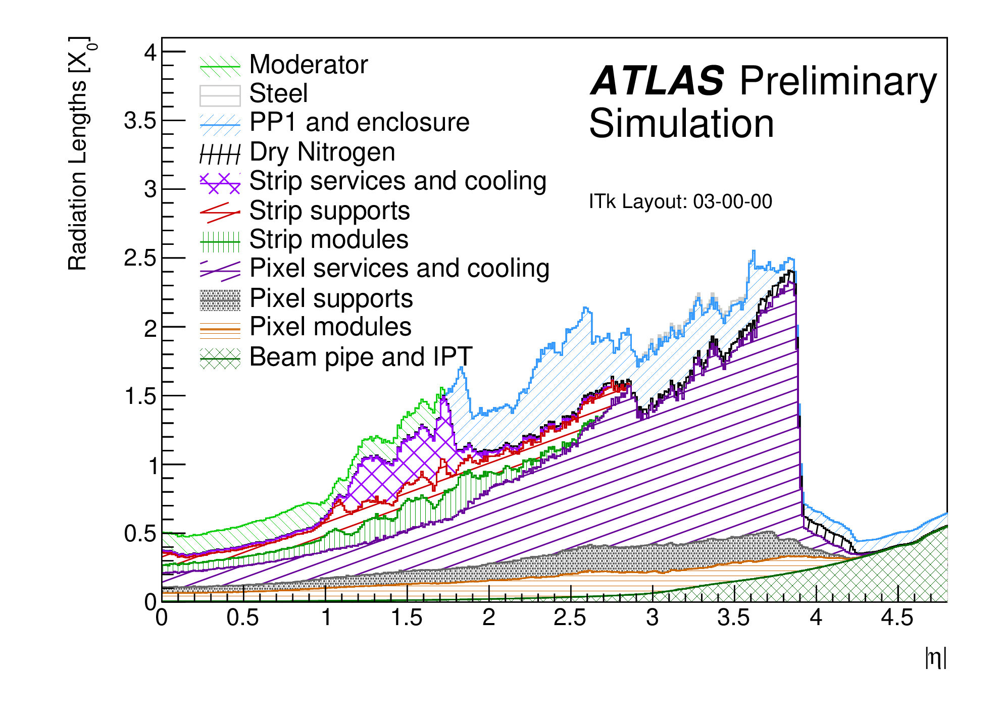 Radiation Lengths [X0]
4
3.5
3
2.5
2
1.5
1
0.5
0
Moderator
Steel
PP1 and enclosure
Dry Nitrogen
Strip services and cooling
Strip supports
Strip modules
Pixel services and cooling
Pixel supports
Pixel modules
Beam pipe and IPT
ATLAS Preliminary
Simulation
ITk Layout: 03-00-00
0 0.5 1 1.5 2 2.5 3 3.5 4 4.5
|η|